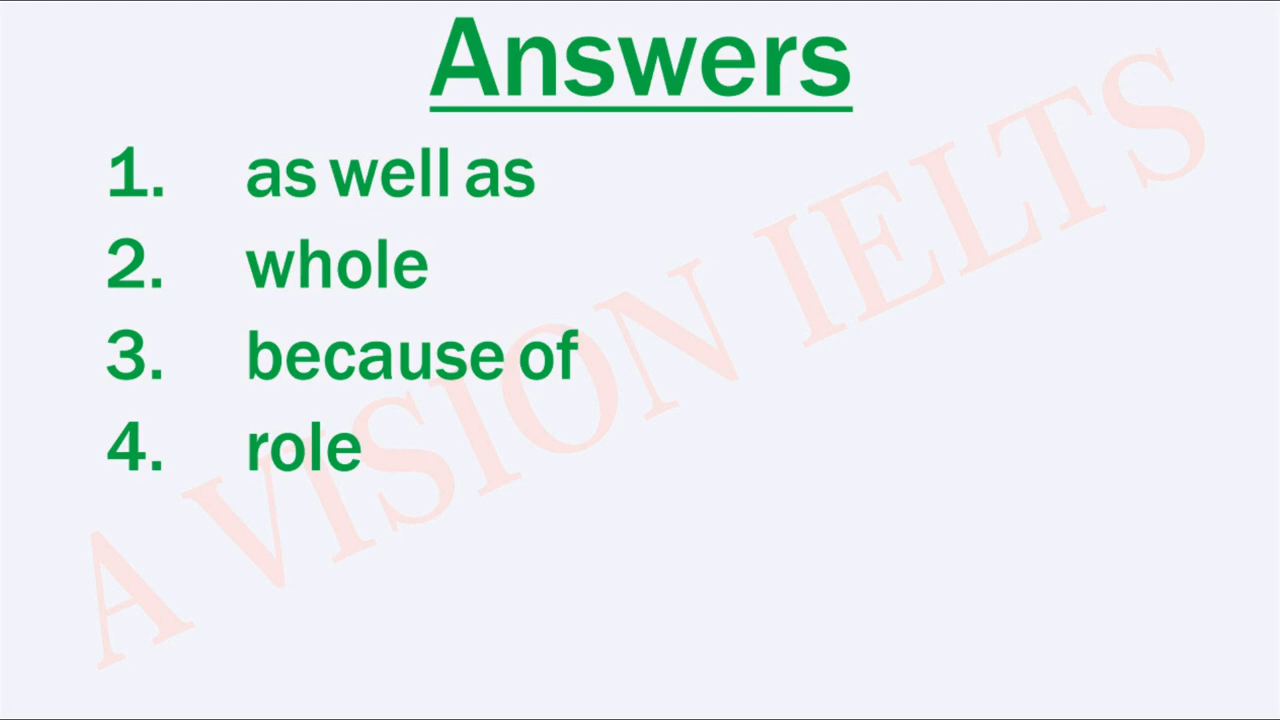 Answers
1. as well as
2. whole
3. because of
4. role
A VISION IELTS